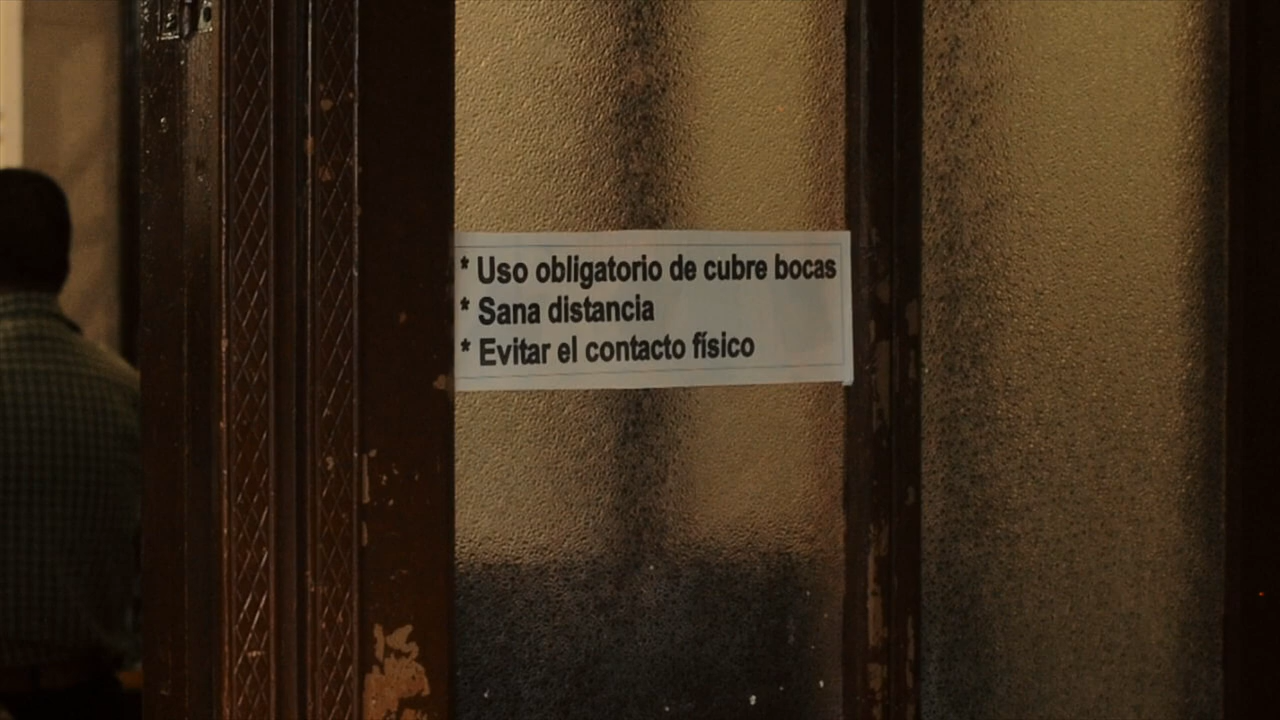 * Uso obligatorio de cubre bocas
* Sana distancia
* Evitar el contacto físico